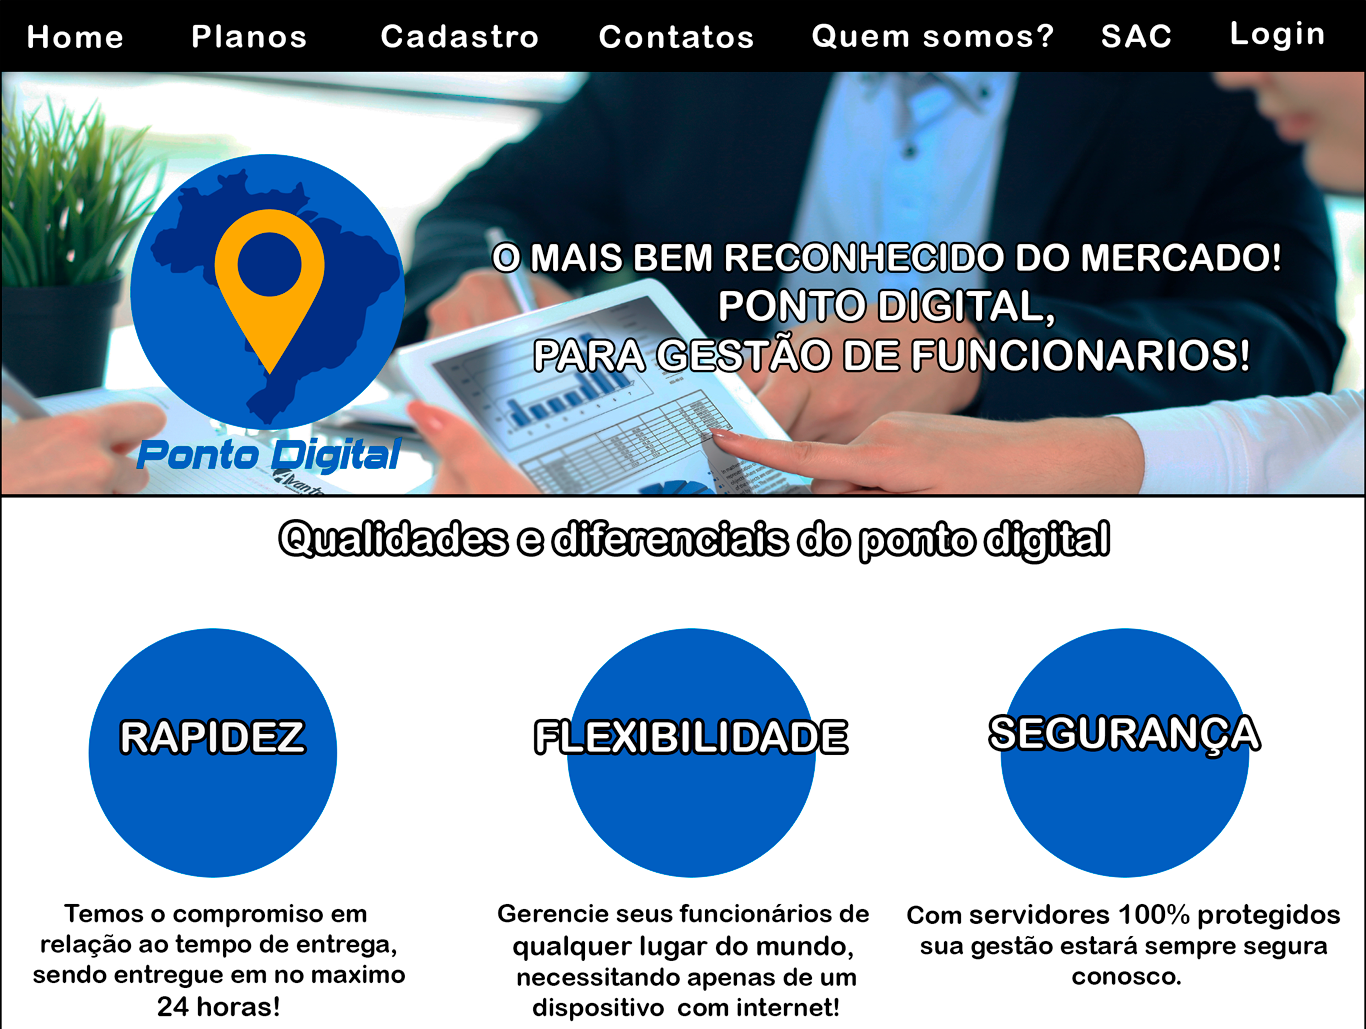 Home Planos Cadastro Contatos Quem somos? SAC Login
O MAIS BEM RECONHECIDO DO MERCADO!
PONTO DIGITAL,
PARA GESTÃO DE FUNCIONARIOS!
Ponto Digital
Qualidades e diferenciais do ponto digital
RAPIDEZ
Temos o compromiso em
relação ao tempo de entrega,
sendo entregue em no maximo
24 horas!
FLEXIBILIDADE
Gerencie seus funcionários de
qualquer lugar do mundo,
necessitando apenas de um
dispositivo com internet!
SEGURANÇA
Com servidores 100% protegidos
sua gestão estará sempre segura
conosco.